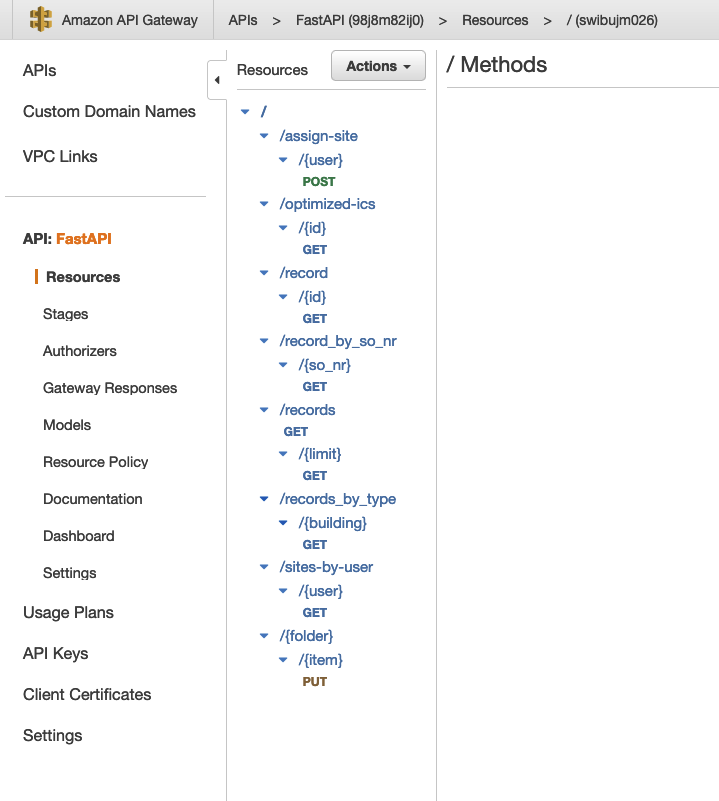 Amazon API Gateway APIs > FastAPI (98j8m82ij0) > Resources > / (swibujm026)
APIs
Custom Domain Names
VPC Links
API: FastAPI
Resources
Stages
Authorizers
Gateway Responses
Models
Resource Policy
Documentation
Dashboard
Settings
Usage Plans
API Keys
Client Certificates
Settings
Resources Actions
/
/assign-site
/{user}
POST
/optimized-ics
/{id}
GET
/record
/{id}
GET
/record_by_so_nr
/{so_nr}
GET
/records
GET
/{limit}
GET
/records_by_type
/{building}
GET
/sites-by-user
/{user}
GET
/{folder}
/{item}
PUT
/ Methods